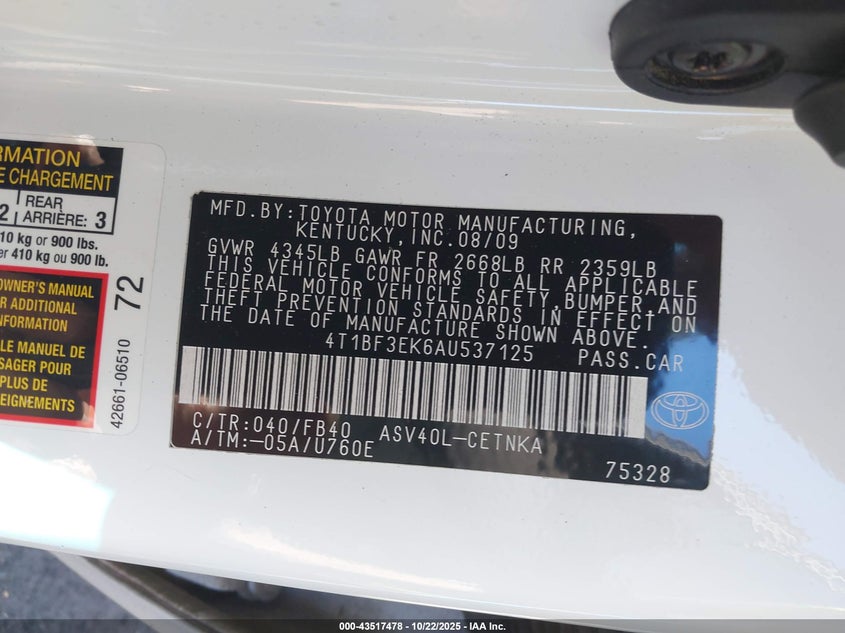 RMATION
E CHARGEMENT
2 REAR ARRIÈRE: 3
10 kg or 900 lbs.
er 410 kg ou 900 lb.
OWNER'S MANUAL
R ADDITIONAL
NFORMATION
LE MANUEL DE
SAGER POUR
PLUS DE
EIGNEMENTS
42661-06510 72
MFD.BY:TOYOTA MOTOR MANUFACTURING,
KENTUCKY,INC.08/09
GVWR 4345LB GAWR FR 2668LB RR 2359LB
THIS VEHICLE CONFORMS TO ALL APPLICABLE
FEDERAL MOTOR VEHICLE SAFETY,BUMPER,AND
THEFT PREVENTION STANDARDS IN EFFECT ON
THE DATE OF MANUFACTURE SHOWN ABOVE.
4T1BF3EK6AU537125 PASS.CAR
C/TR:040/FB40 ASV40L-CETNKA
A/TM:-05A/U760E
75328
000-43517478 - 10/22/2025 - IAA Inc.